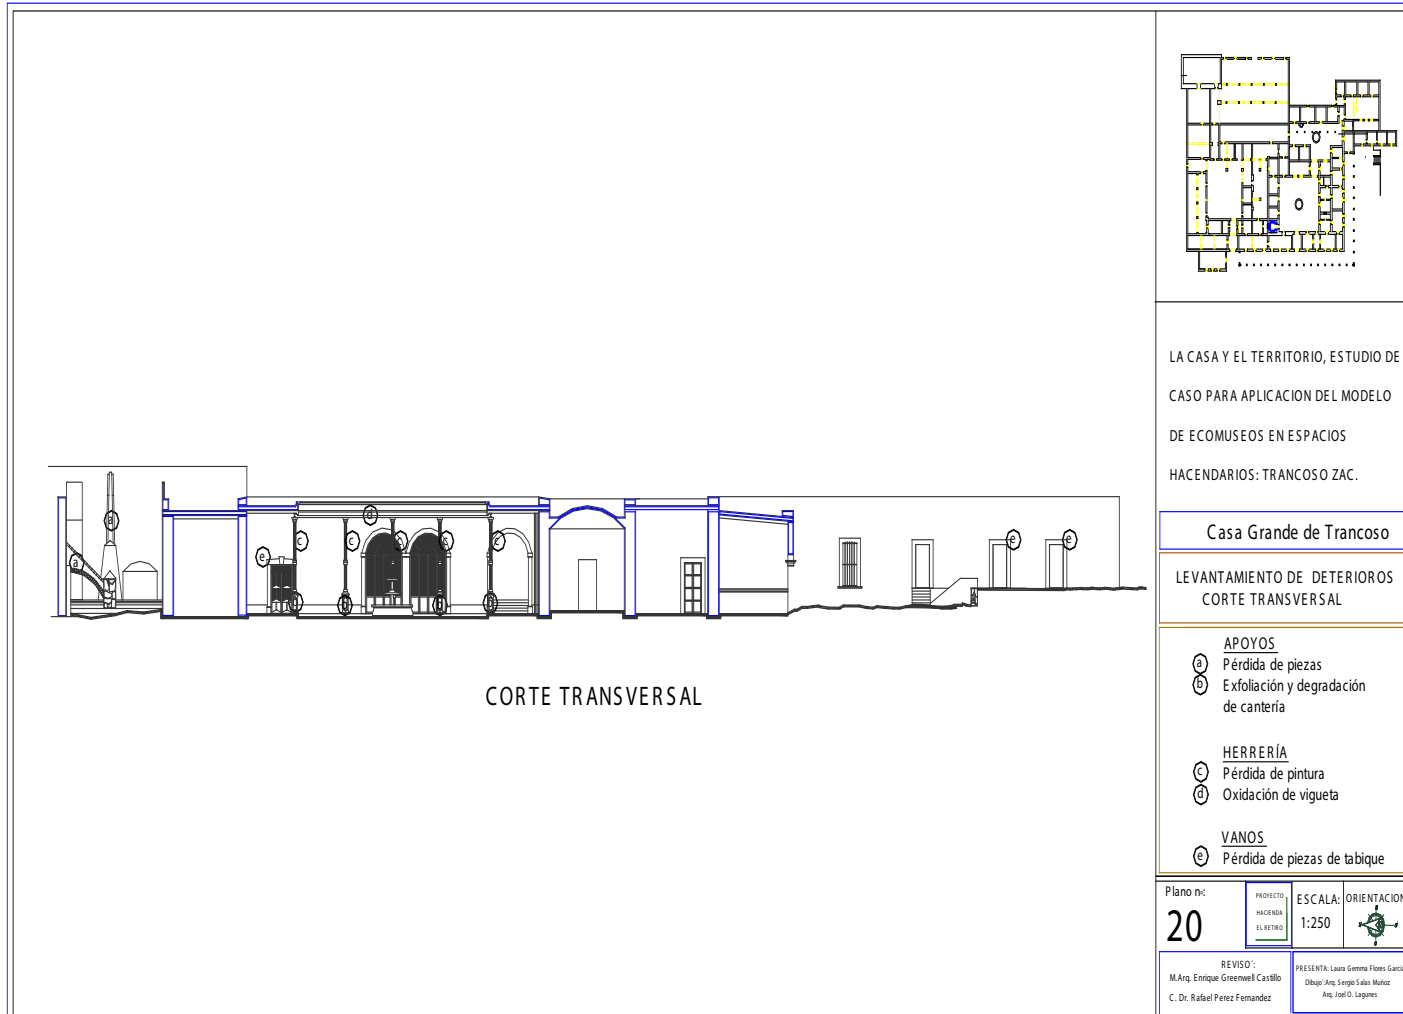 a
a
e
c
c
d
c
c
c
b
b
b
b
b
e
e
CORTE TRANSVERSAL
LA CASA Y EL TERRITORIO, ESTUDIO DE
CASO PARA APLICACION DEL MODELO
DE ECOMUSEOS EN ESPACIOS
HACENDARIOS: TRANCOSO ZAC.
Casa Grande de Trancoso
LEVANTAMIENTO DE DETERIOROS
CORTE TRANSVERSAL
APOYOS
a Pérdida de piezas
b Exfoliación y degradación
de cantería
HERRERÍA
c Pérdida de pintura
d Oxidación de vigueta
VANOS
e Pérdida de piezas de tabique
Plano nº:
20
PROYECTO
HACIENDA
EL RETIRO
ESCALA:
1:250
ORIENTACION
REVISO´:
M.Arq. Enrique Greenwell Castillo
C. Dr. Rafael Perez Fernandez
PRESENTA: Laura Gemma Flores Garcia
Dibujo´:Arq. Sergio Salas Muñoz
Arq. Joel O. Lagunes